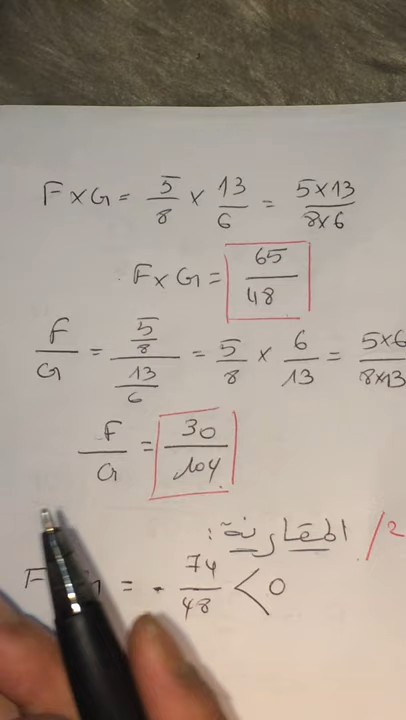 F×G = 5/8 × 13/6 = 5×13/8×6
F×G = 65/48
F/G = 5/8 / 13/6 = 5/8 × 6/13 = 5×6/8×13
F/G = 30/104
2/ المقارنة:
F = - 74/48 < 0